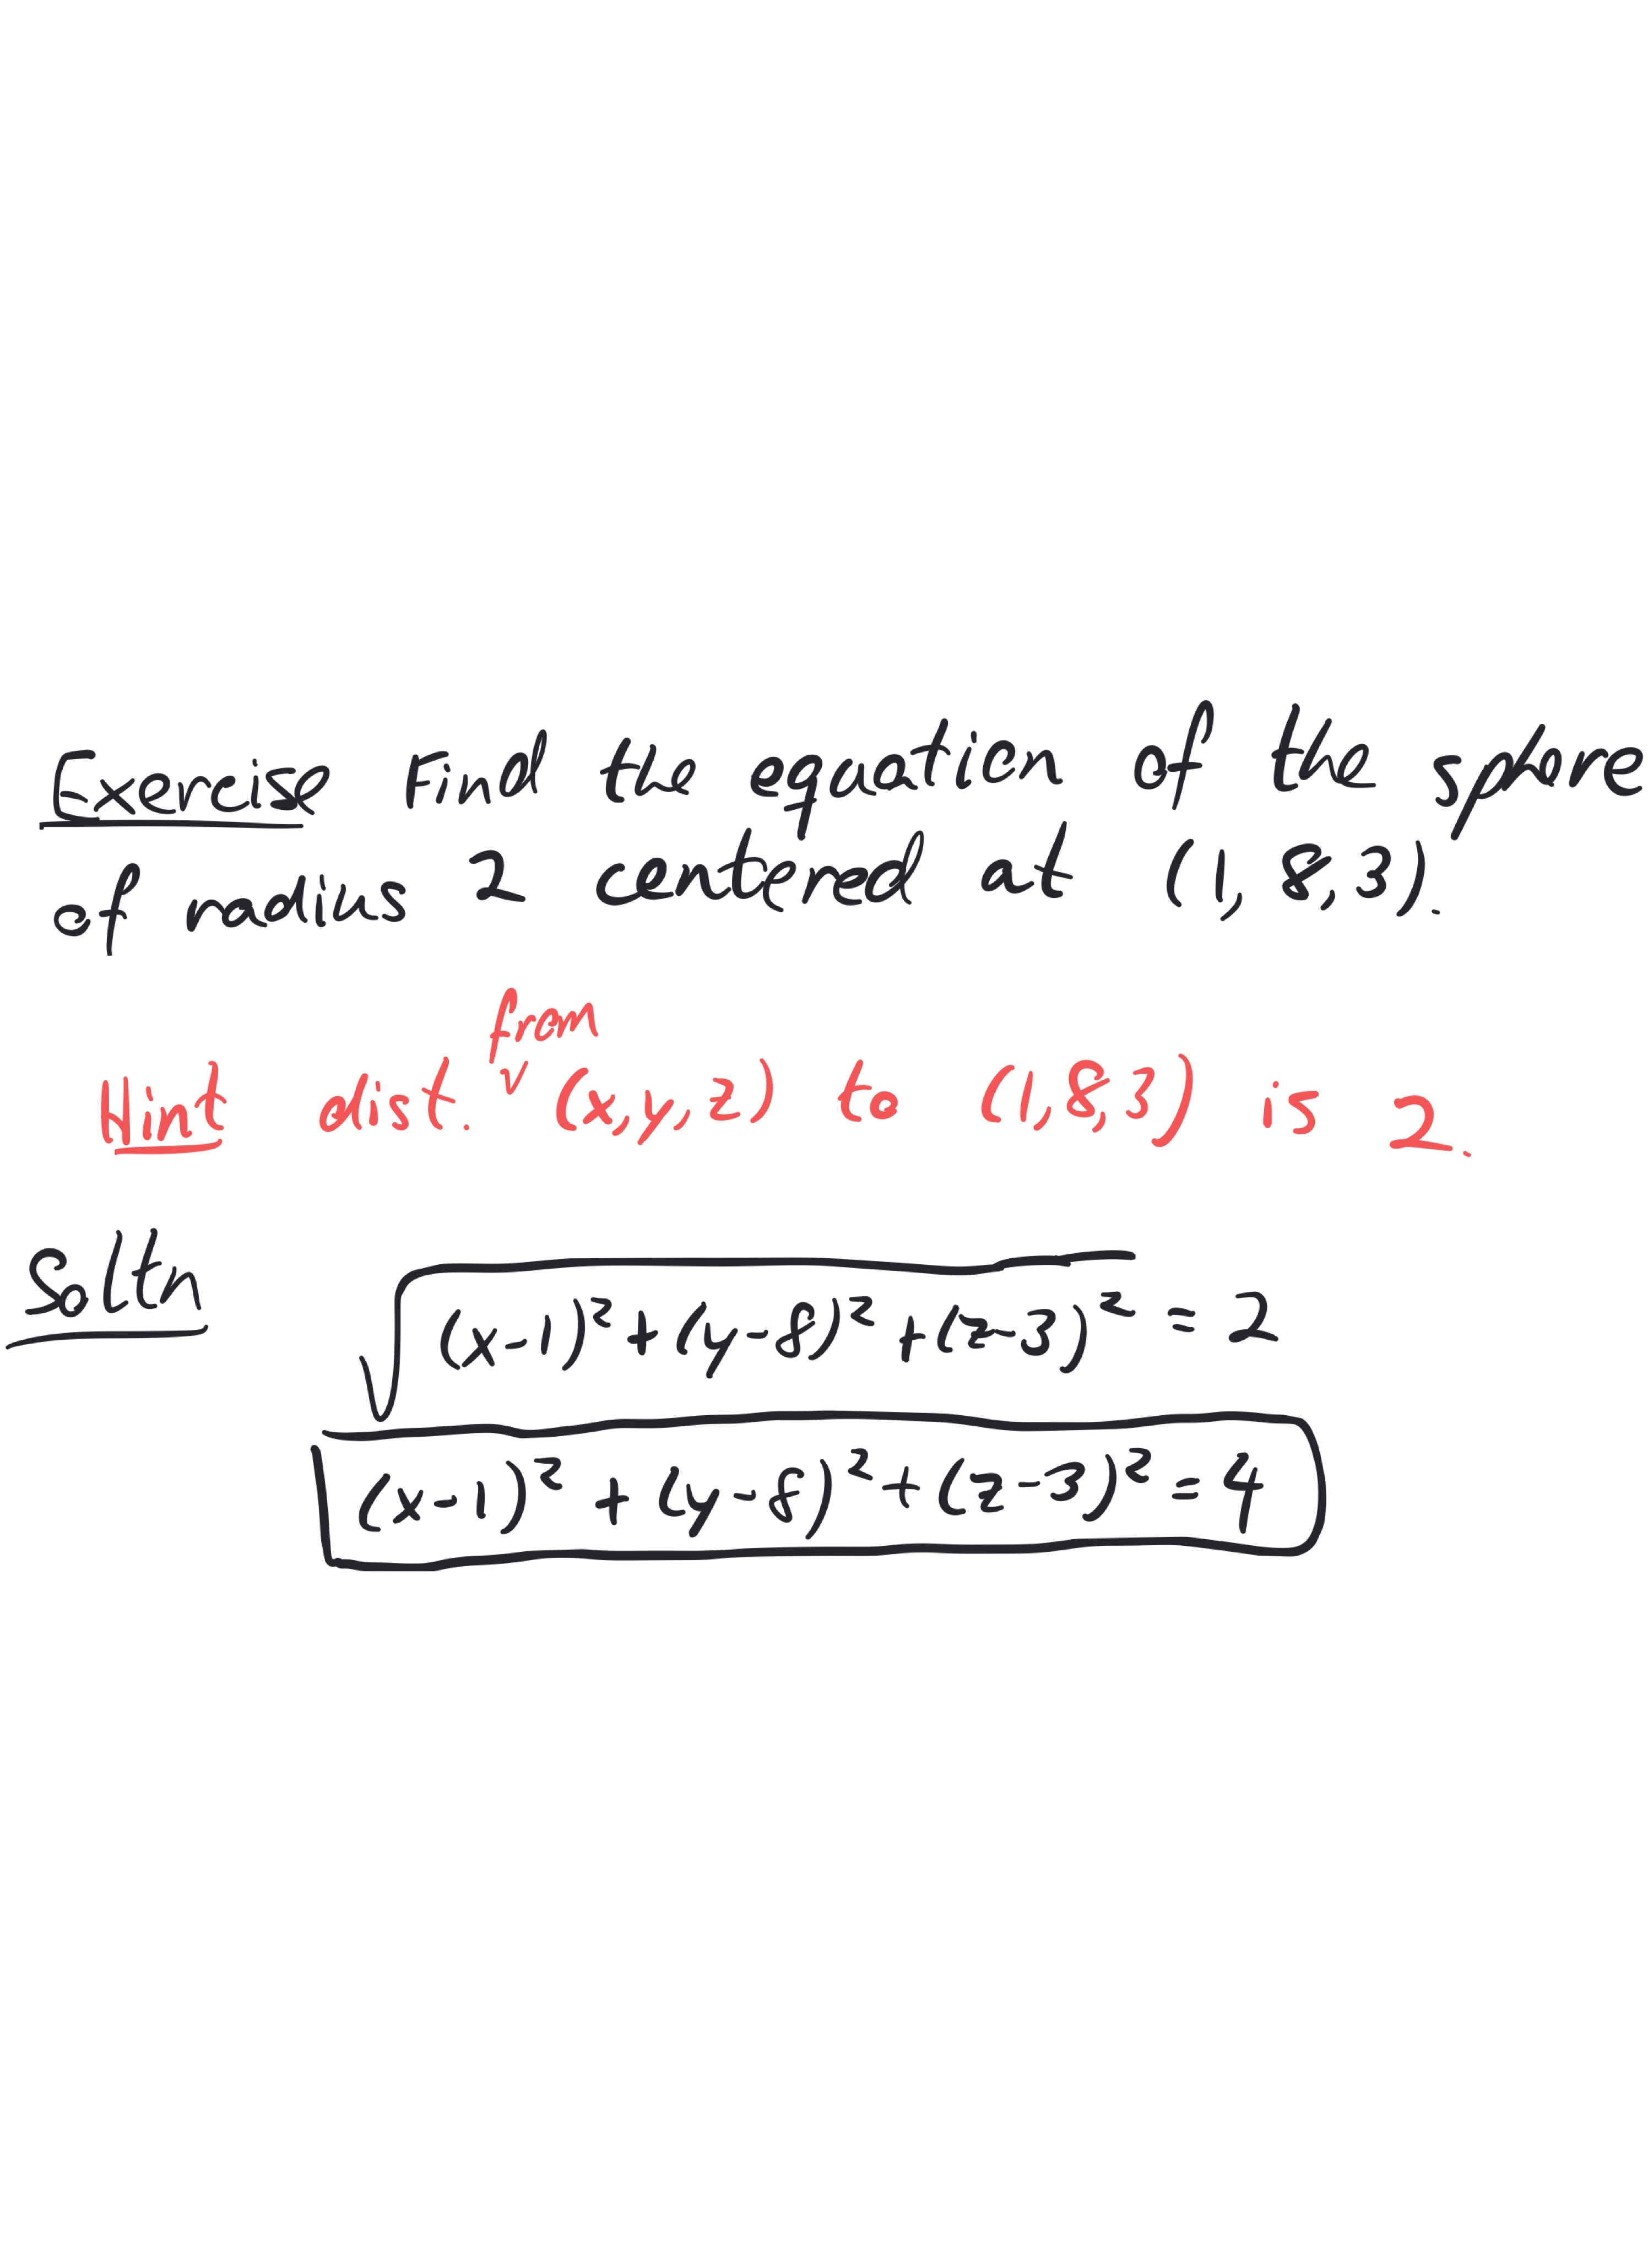 Exercise Find the equation of the sphere
of radius 2 centered at (1, 8, 3).
from
Hint dist. (x, y, z) to (1, 8, 3) is 2.
Sol'tn √((x-1)² + (y-8)² + (z-3)²) = 2
(x-1)² + (y-8)² + (z-3)² = 4